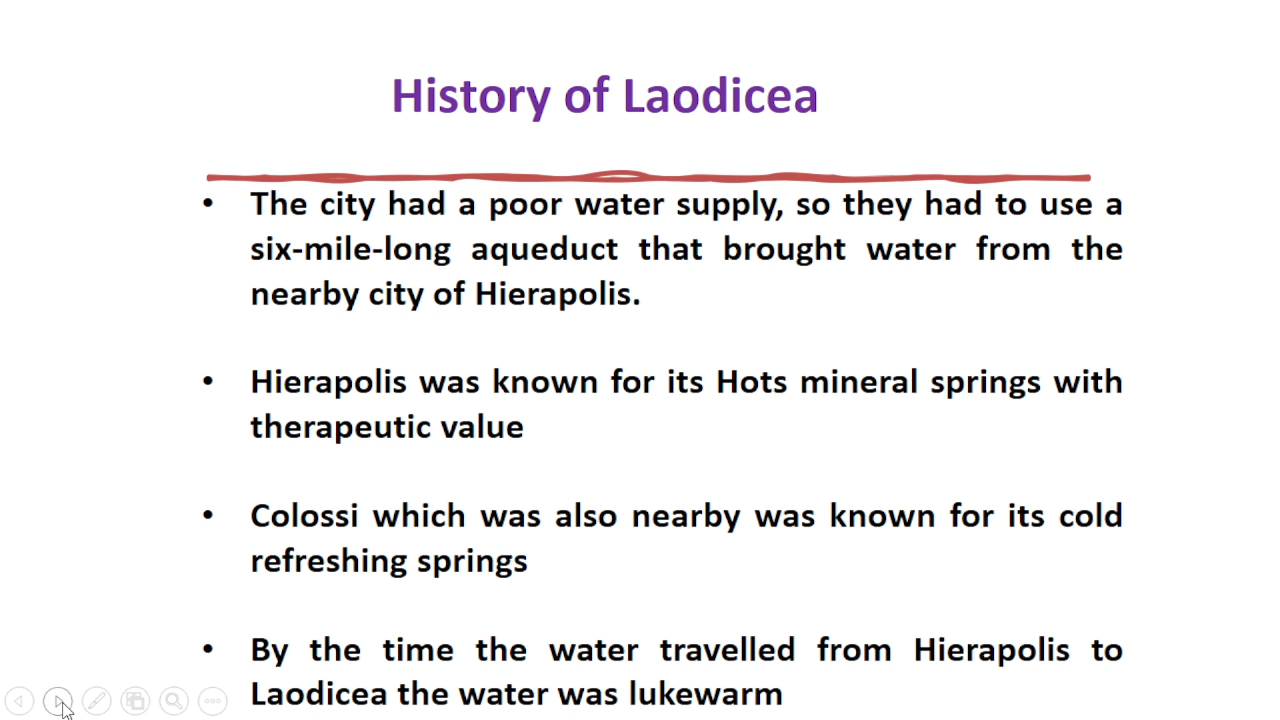 History of Laodicea
• The city had a poor water supply, so they had to use a
six-mile-long aqueduct that brought water from the
nearby city of Hierapolis.
• Hierapolis was known for its Hots mineral springs with
therapeutic value
• Colossi which was also nearby was known for its cold
refreshing springs
• By the time the water travelled from Hierapolis to
Laodicea the water was lukewarm